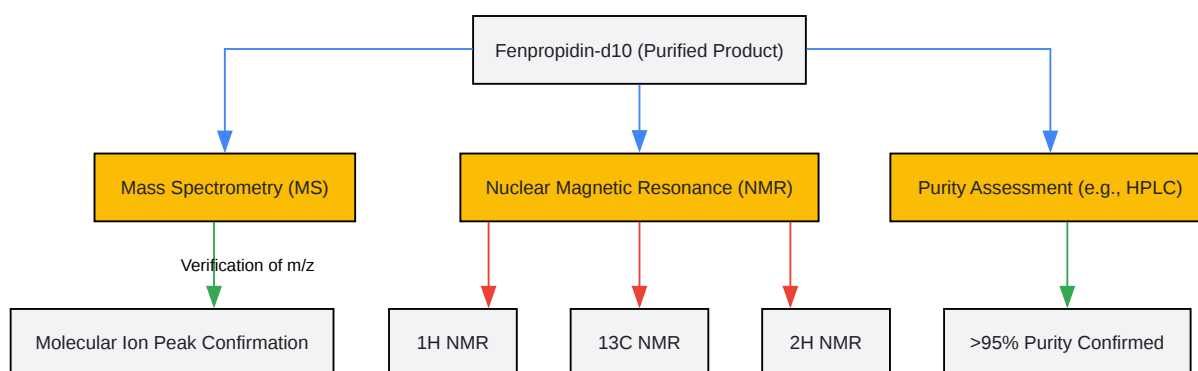 Fenpropidin-d10 (Purified Product)
Mass Spectrometry (MS)
Nuclear Magnetic Resonance (NMR)
Purity Assessment (e.g., HPLC)
Verification of m/z
Molecular Ion Peak Confirmation
1H NMR
13C NMR
2H NMR
>95% Purity Confirmed